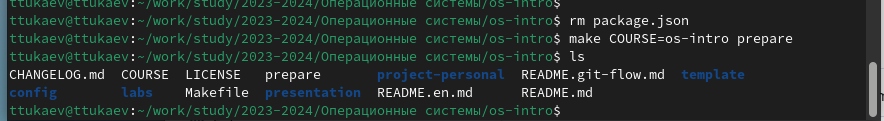 ttukaev@ttukaev:~/work/study/2023-2024/Операционные системы/os-intro$
ttukaev@ttukaev:~/work/study/2023-2024/Операционные системы/os-intro$ rm package.json
ttukaev@ttukaev:~/work/study/2023-2024/Операционные системы/os-intro$ make COURSE=os-intro prepare
ttukaev@ttukaev:~/work/study/2023-2024/Операционные системы/os-intro$ ls
CHANGELOG.md  COURSE  LICENSE   prepare       project-personal  README.git-flow.md  template
config        labs    Makefile  presentation  README.en.md      README.md
ttukaev@ttukaev:~/work/study/2023-2024/Операционные системы/os-intro$